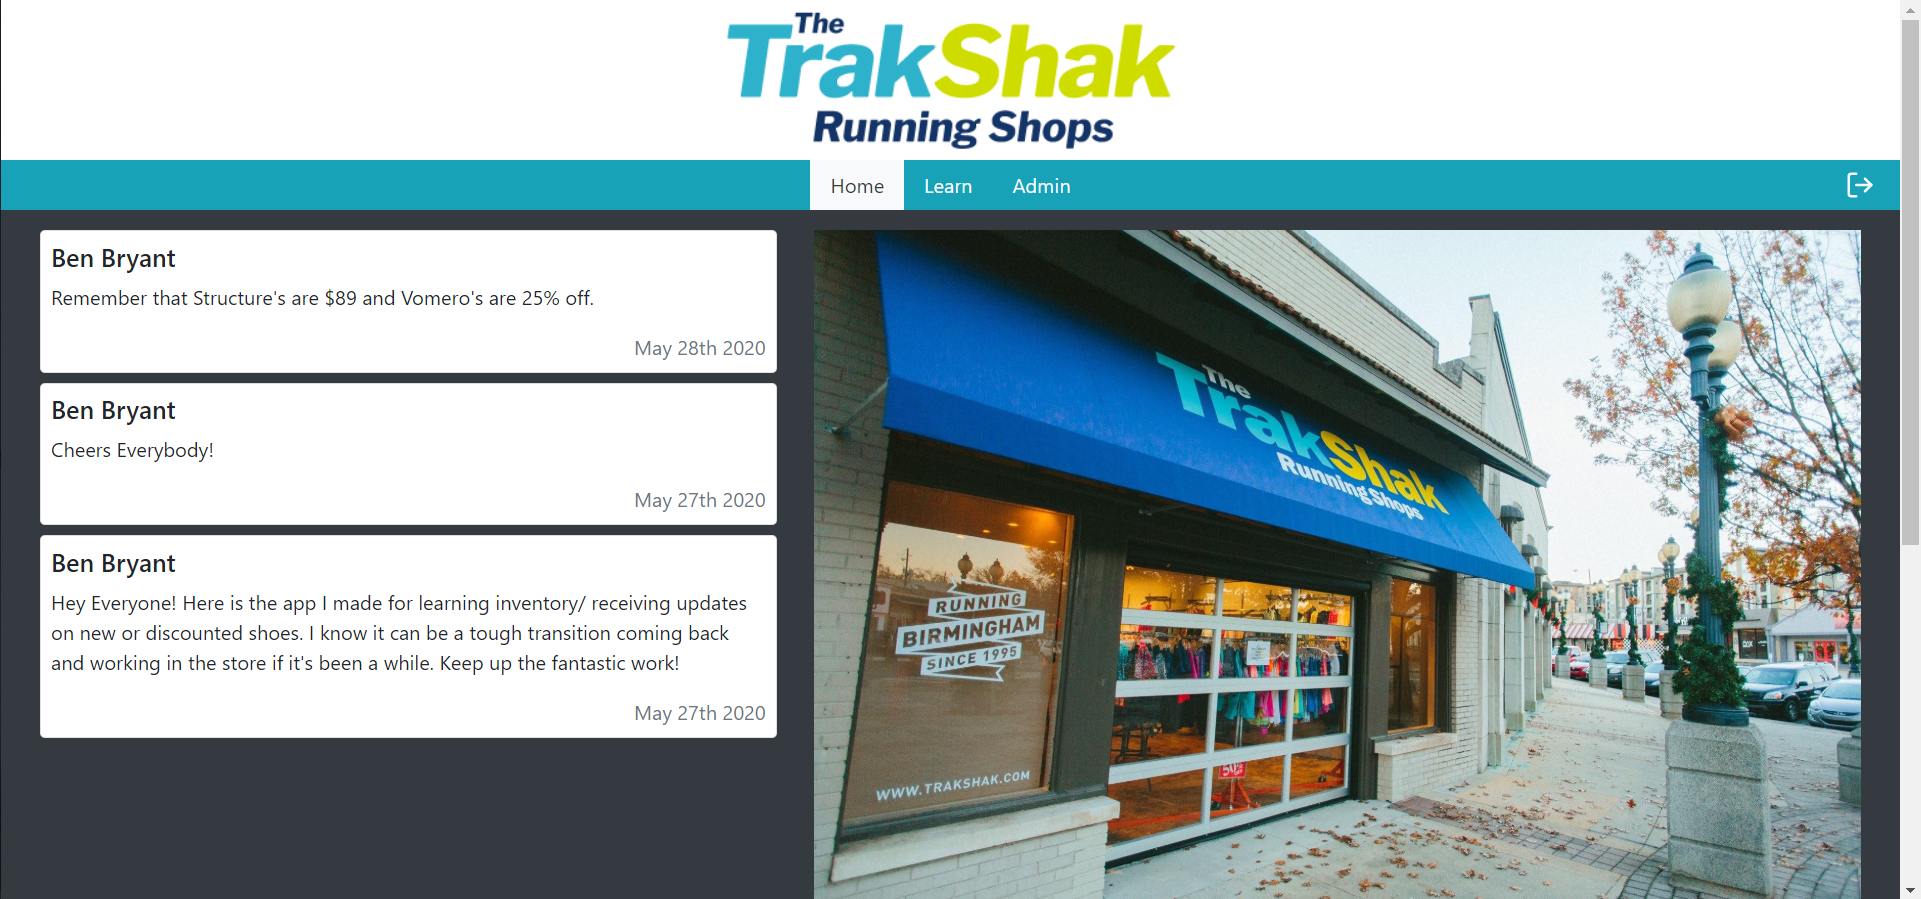 The
TrakShak
Running Shops
Home Learn Admin
Ben Bryant
Remember that Structure's are $89 and Vomero's are 25% off.
May 28th 2020
Ben Bryant
Cheers Everybody!
May 27th 2020
Ben Bryant
Hey Everyone! Here is the app I made for learning inventory/ receiving updates
on new or discounted shoes. I know it can be a tough transition coming back
and working in the store if it's been a while. Keep up the fantastic work!
May 27th 2020
The
TrakShak
Running Shops
RUNNING
BIRMINGHAM
SINCE 1995
WWW.TRAKSHAK.COM
50%